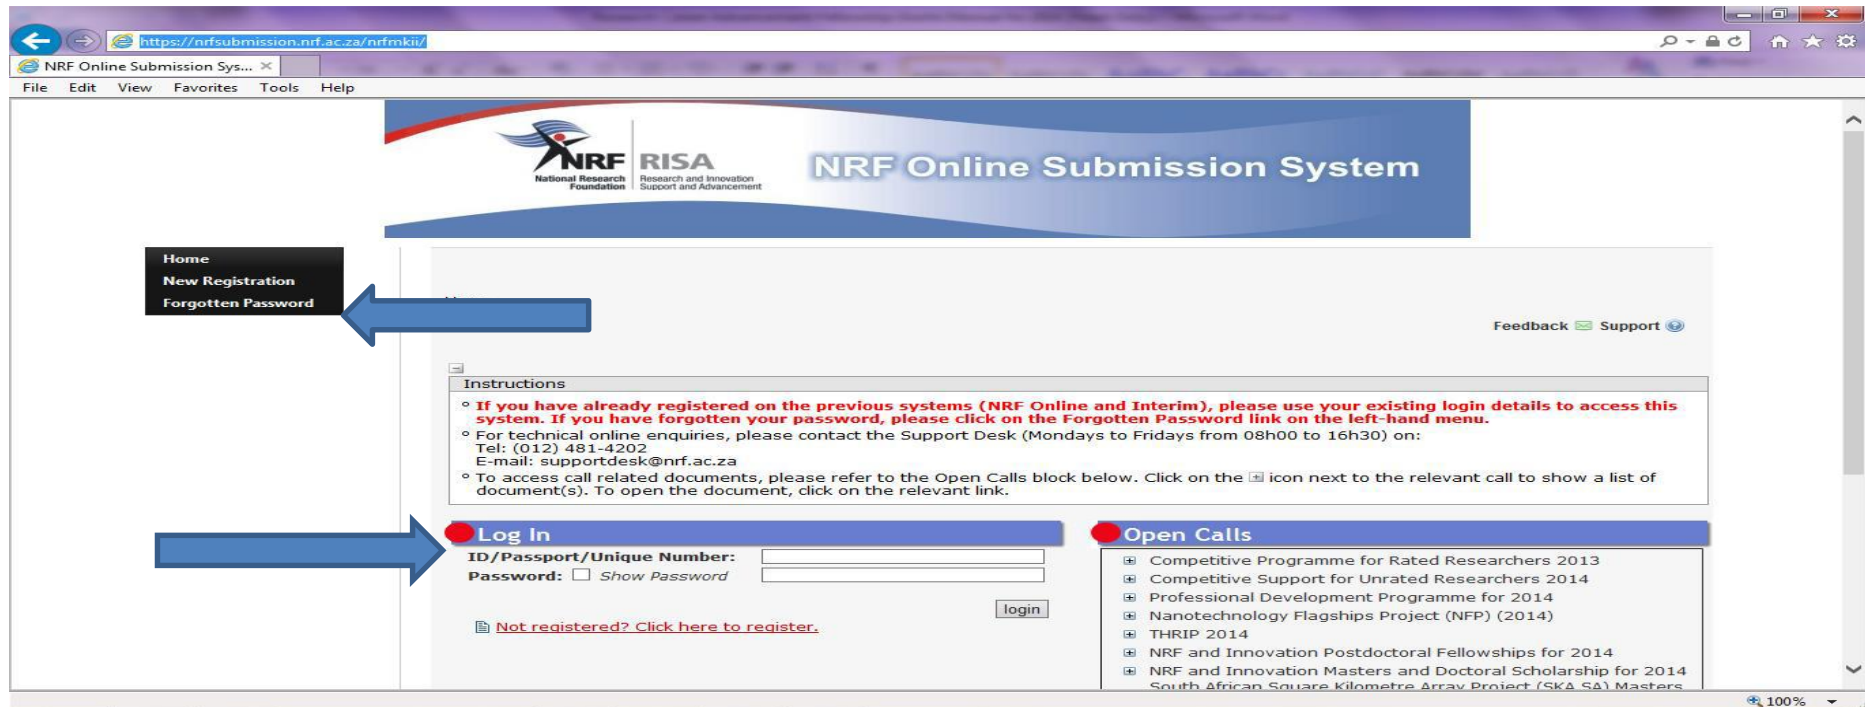 https://nrfsubmission.nrf.ac.za/nrfmkii/
NRF Online Submission Sys...
File Edit View Favorites Tools Help
NRF RISA
National Research Foundation
Research and Innovation
Support and Advancement
NRF Online Submission System
Home
New Registration
Forgotten Password
Feedback Support
Instructions
If you have already registered on the previous systems (NRF Online and Interim), please use your existing login details to access this
system. If you have forgotten your password, please click on the Forgotten Password link on the left-hand menu.
For technical online enquiries, please contact the Support Desk (Mondays to Fridays from 08h00 to 16h30) on:
Tel: (012) 481-4202
E-mail: supportdesk@nrf.ac.za
To access call related documents, please refer to the Open Calls block below. Click on the icon next to the relevant call to show a list of
document(s). To open the document, click on the relevant link.
Log In
ID/Passport/Unique Number:
Password: Show Password
login
Not registered? Click here to register.
Open Calls
Competitive Programme for Rated Researchers 2013
Competitive Support for Unrated Researchers 2014
Professional Development Programme for 2014
Nanotechnology Flagships Project (NFP) (2014)
THRIP 2014
NRF and Innovation Postdoctoral Fellowships for 2014
NRF and Innovation Masters and Doctoral Scholarship for 2014
South African Square Kilometre Array Project (SKA SA) Masters
100%